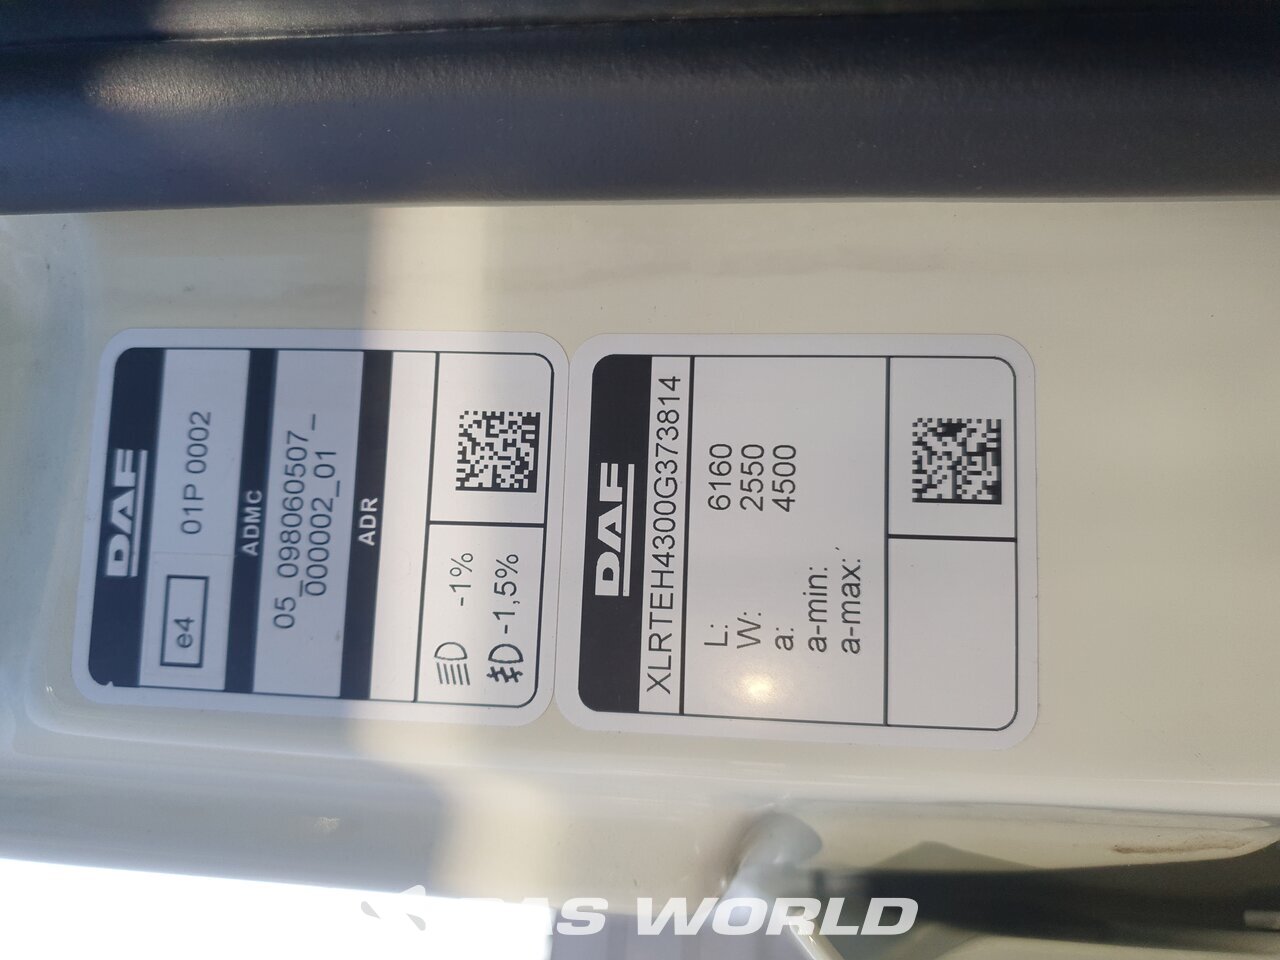 DAF
e4 01P 0002
ADMC
05_098060507_
000002_01
ADR
-1%
-1,5%
DAF
XLRTEH4300G373814
L: 6160
W: 2550
a: 4500
a-min:
a-max:
BAS WORLD